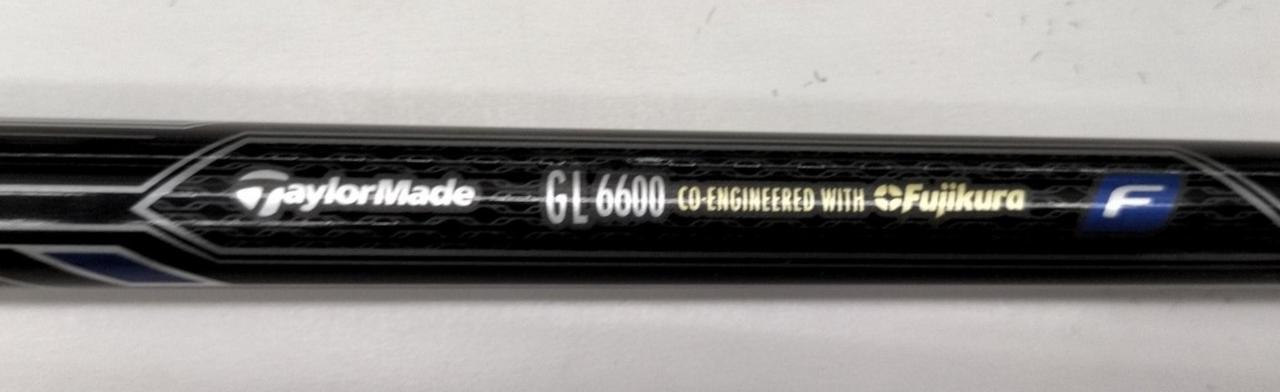 TaylorMade GL 6600 CO-ENGINEERED WITH Fujikura F